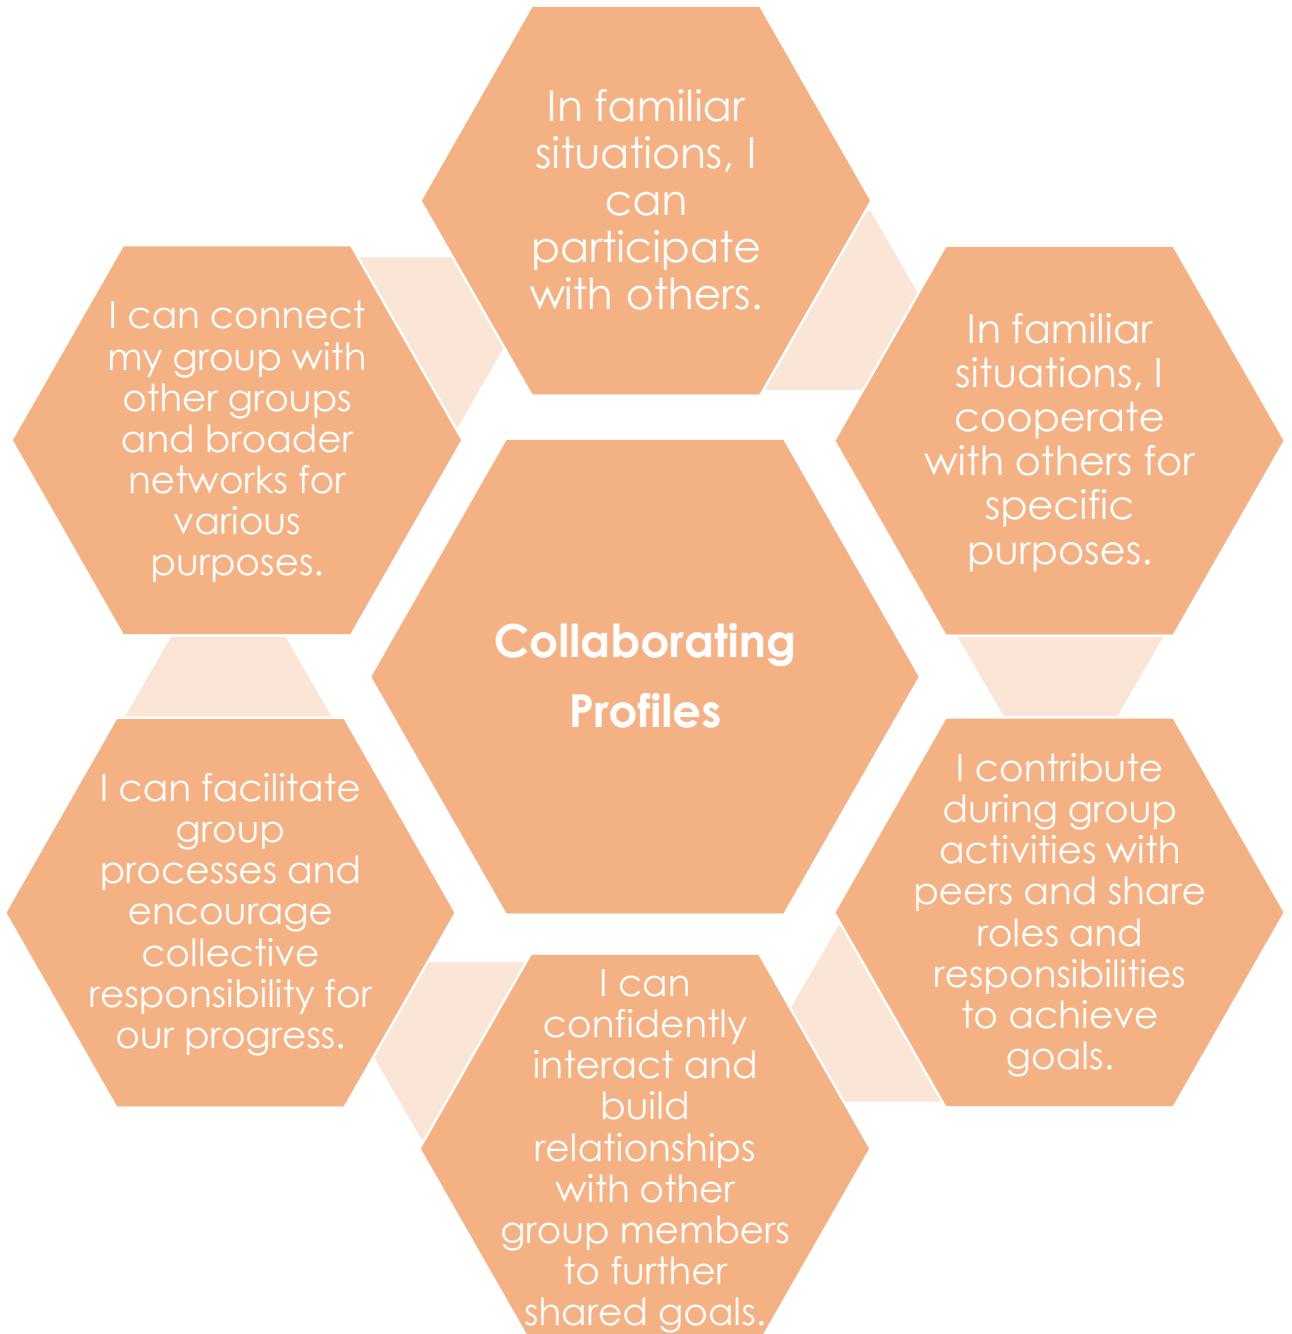 In familiar
situations, I
can
participate
with others.
In familiar
situations, I
cooperate
with others for
specific
purposes.
I contribute
during group
activities with
peers and share
roles and
responsibilities
to achieve
goals.
I can
confidently
interact and
build
relationships
with other
group members
to further
shared goals.
I can facilitate
group
processes and
encourage
collective
responsibility for
our progress.
I can connect
my group with
other groups
and broader
networks for
various
purposes.
Collaborating
Profiles